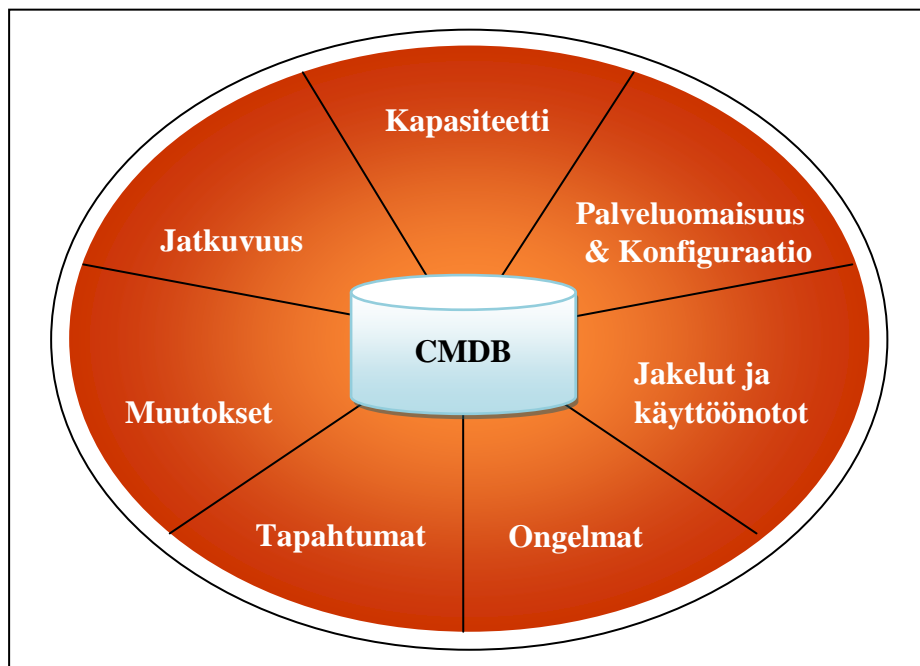 Kapasiteetti
Palveluomaisuus
& Konfiguraatio
Jatkuvuus
CMDB
Jakelut ja
käyttöönotot
Muutokset
Tapahtumat
Ongelmat